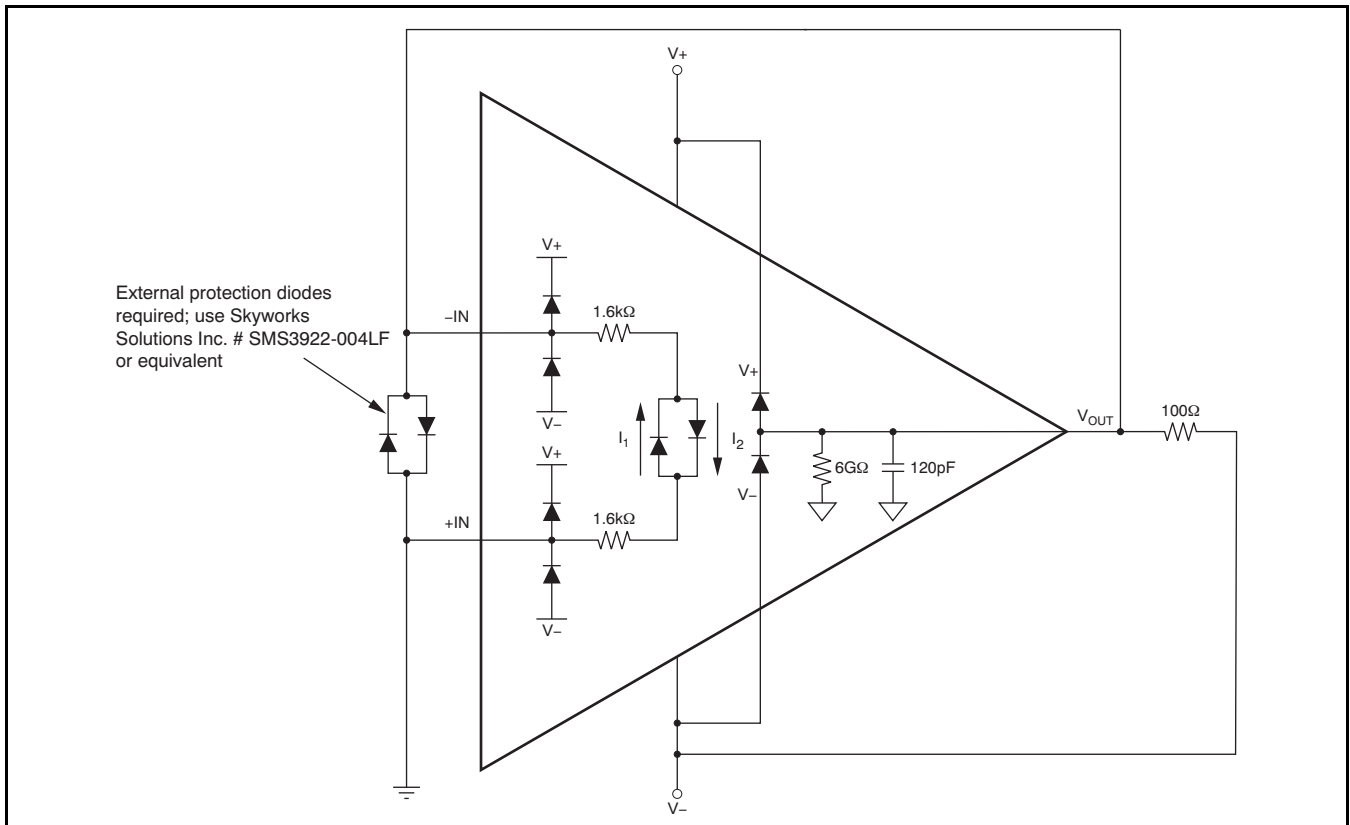 V+
V+
External protection diodes
required; use Skyworks
Solutions Inc. # SMS3922-004LF
or equivalent
–IN
1.6kΩ
V–
V+
I1
I2
V+
V–
VOUT
100Ω
6GΩ
120pF
+IN
1.6kΩ
V–
V–